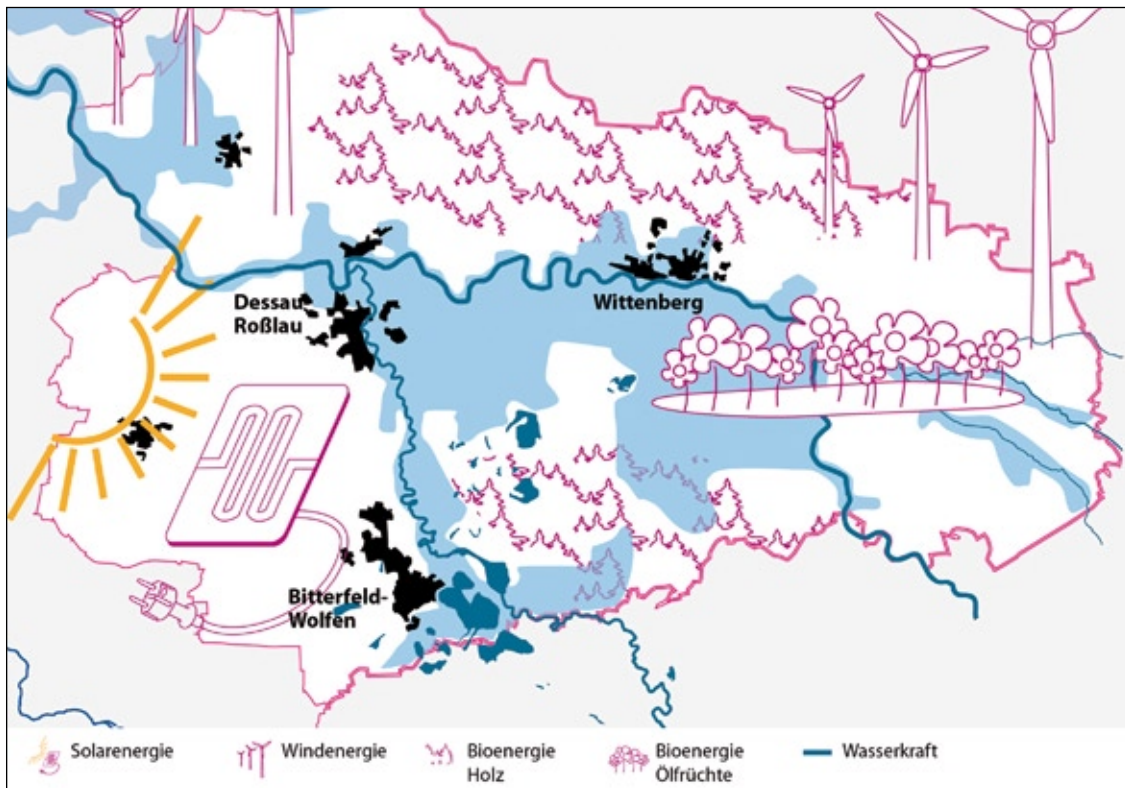 Dessau
Roßlau
Wittenberg
Bitterfeld-
Wolfen
Solarenergie
Windenergie
Bioenergie
Holz
Bioenergie
Ölfrüchte
Wasserkraft